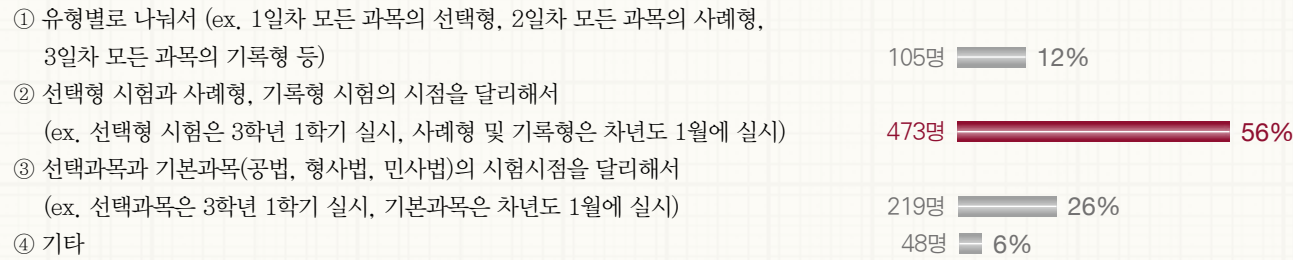 ① 유형별로 나눠서 (ex. 1일차 모든 과목의 선택형, 2일차 모든 과목의 사례형,
3일차 모든 과목의 기록형 등) 105명 12%
② 선택형 시험과 사례형, 기록형 시험의 시점을 달리해서
(ex. 선택형 시험은 3학년 1학기 실시, 사례형 및 기록형은 차년도 1월에 실시) 473명 56%
③ 선택과목과 기본과목(공법, 형사법, 민사법)의 시험시점을 달리해서
(ex. 선택과목은 3학년 1학기 실시, 기본과목은 차년도 1월에 실시) 219명 26%
④ 기타 48명 6%